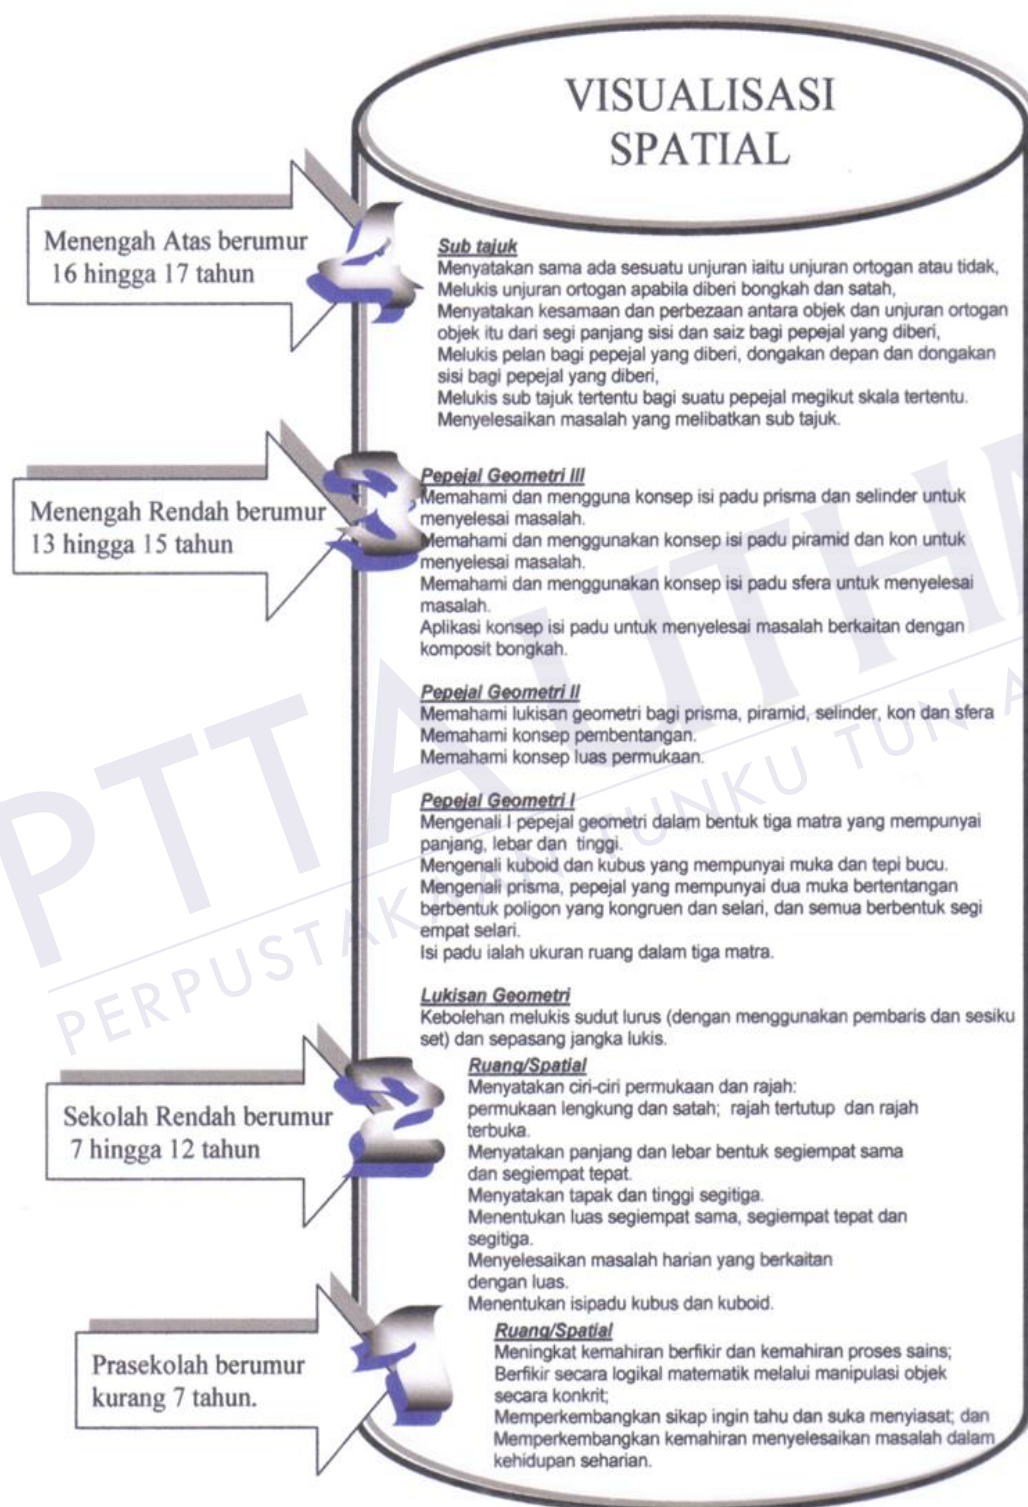 VISUALISASI
SPATIAL
Menengah Atas berumur
16 hingga 17 tahun
4
Sub tajuk
Menyatakan sama ada sesuatu unjuran iaitu unjuran ortogan atau tidak,
Melukis unjuran ortogan apabila diberi bongkah dan satah,
Menyatakan kesamaan dan perbezaan antara objek dan unjuran ortogan
objek itu dari segi panjang sisi dan saiz bagi pepejal yang diberi,
Melukis pelan bagi pepejal yang diberi, dongakan depan dan dongakan
sisi bagi pepejal yang diberi,
Melukis sub tajuk tertentu bagi suatu pepejal megikut skala tertentu.
Menyelesaikan masalah yang melibatkan sub tajuk.
Menengah Rendah berumur
13 hingga 15 tahun
3
Pepejal Geometri III
Memahami dan mengguna konsep isi padu prisma dan selinder untuk
menyelesai masalah.
Memahami dan menggunakan konsep isi padu piramid dan kon untuk
menyelesai masalah.
Memahami dan menggunakan konsep isi padu sfera untuk menyelesai
masalah.
Aplikasi konsep isi padu untuk menyelesai masalah berkaitan dengan
komposit bongkah.
Pepejal Geometri II
Memahami lukisan geometri bagi prisma, piramid, selinder, kon dan sfera
Memahami konsep pembentangan.
Memahami konsep luas permukaan.
Pepejal Geometri I
Mengenali I pepejal geometri dalam bentuk tiga matra yang mempunyai
panjang, lebar dan tinggi.
Mengenali kuboid dan kubus yang mempunyai muka dan tepi bucu.
Mengenali prisma, pepejal yang mempunyai dua muka bertentangan
berbentuk poligon yang kongruen dan selari, dan semua berbentuk segi
empat selari.
Isi padu ialah ukuran ruang dalam tiga matra.
Lukisan Geometri
Kebolehan melukis sudut lurus (dengan menggunakan pembaris dan sesiku
set) dan sepasang jangka lukis.
Sekolah Rendah berumur
7 hingga 12 tahun
2
Ruang/Spatial
Menyatakan ciri-ciri permukaan dan rajah:
permukaan lengkung dan satah; rajah tertutup dan rajah
terbuka.
Menyatakan panjang dan lebar bentuk segiempat sama
dan segiempat tepat.
Menyatakan tapak dan tinggi segitiga.
Menentukan luas segiempat sama, segiempat tepat dan
segitiga.
Menyelesaikan masalah harian yang berkaitan
dengan luas.
Menentukan isipadu kubus dan kuboid.
Prasekolah berumur
kurang 7 tahun.
1
Ruang/Spatial
Meningkat kemahiran berfikir dan kemahiran proses sains;
Berfikir secara logikal matematik melalui manipulasi objek
secara konkrit;
Memperkembangkan sikap ingin tahu dan suka menyiasat; dan
Memperkembangkan kemahiran menyelesaikan masalah dalam
kehidupan seharian.
PTTA UTH
PERPUSTAKAAN TUNKU TUN A